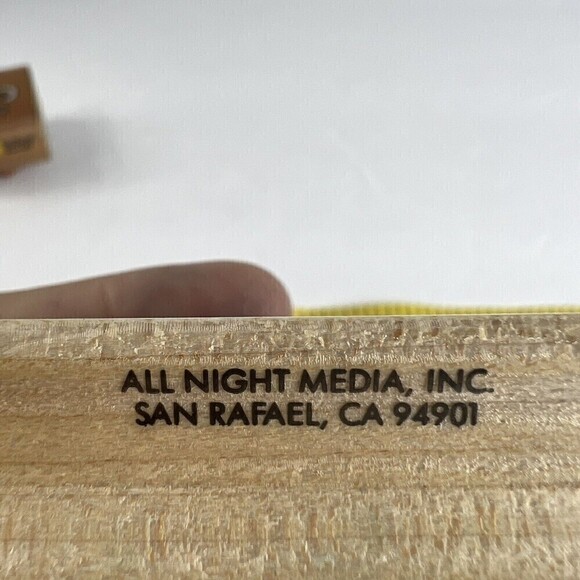 ALL NIGHT MEDIA, INC.
SAN RAFAEL, CA 94901